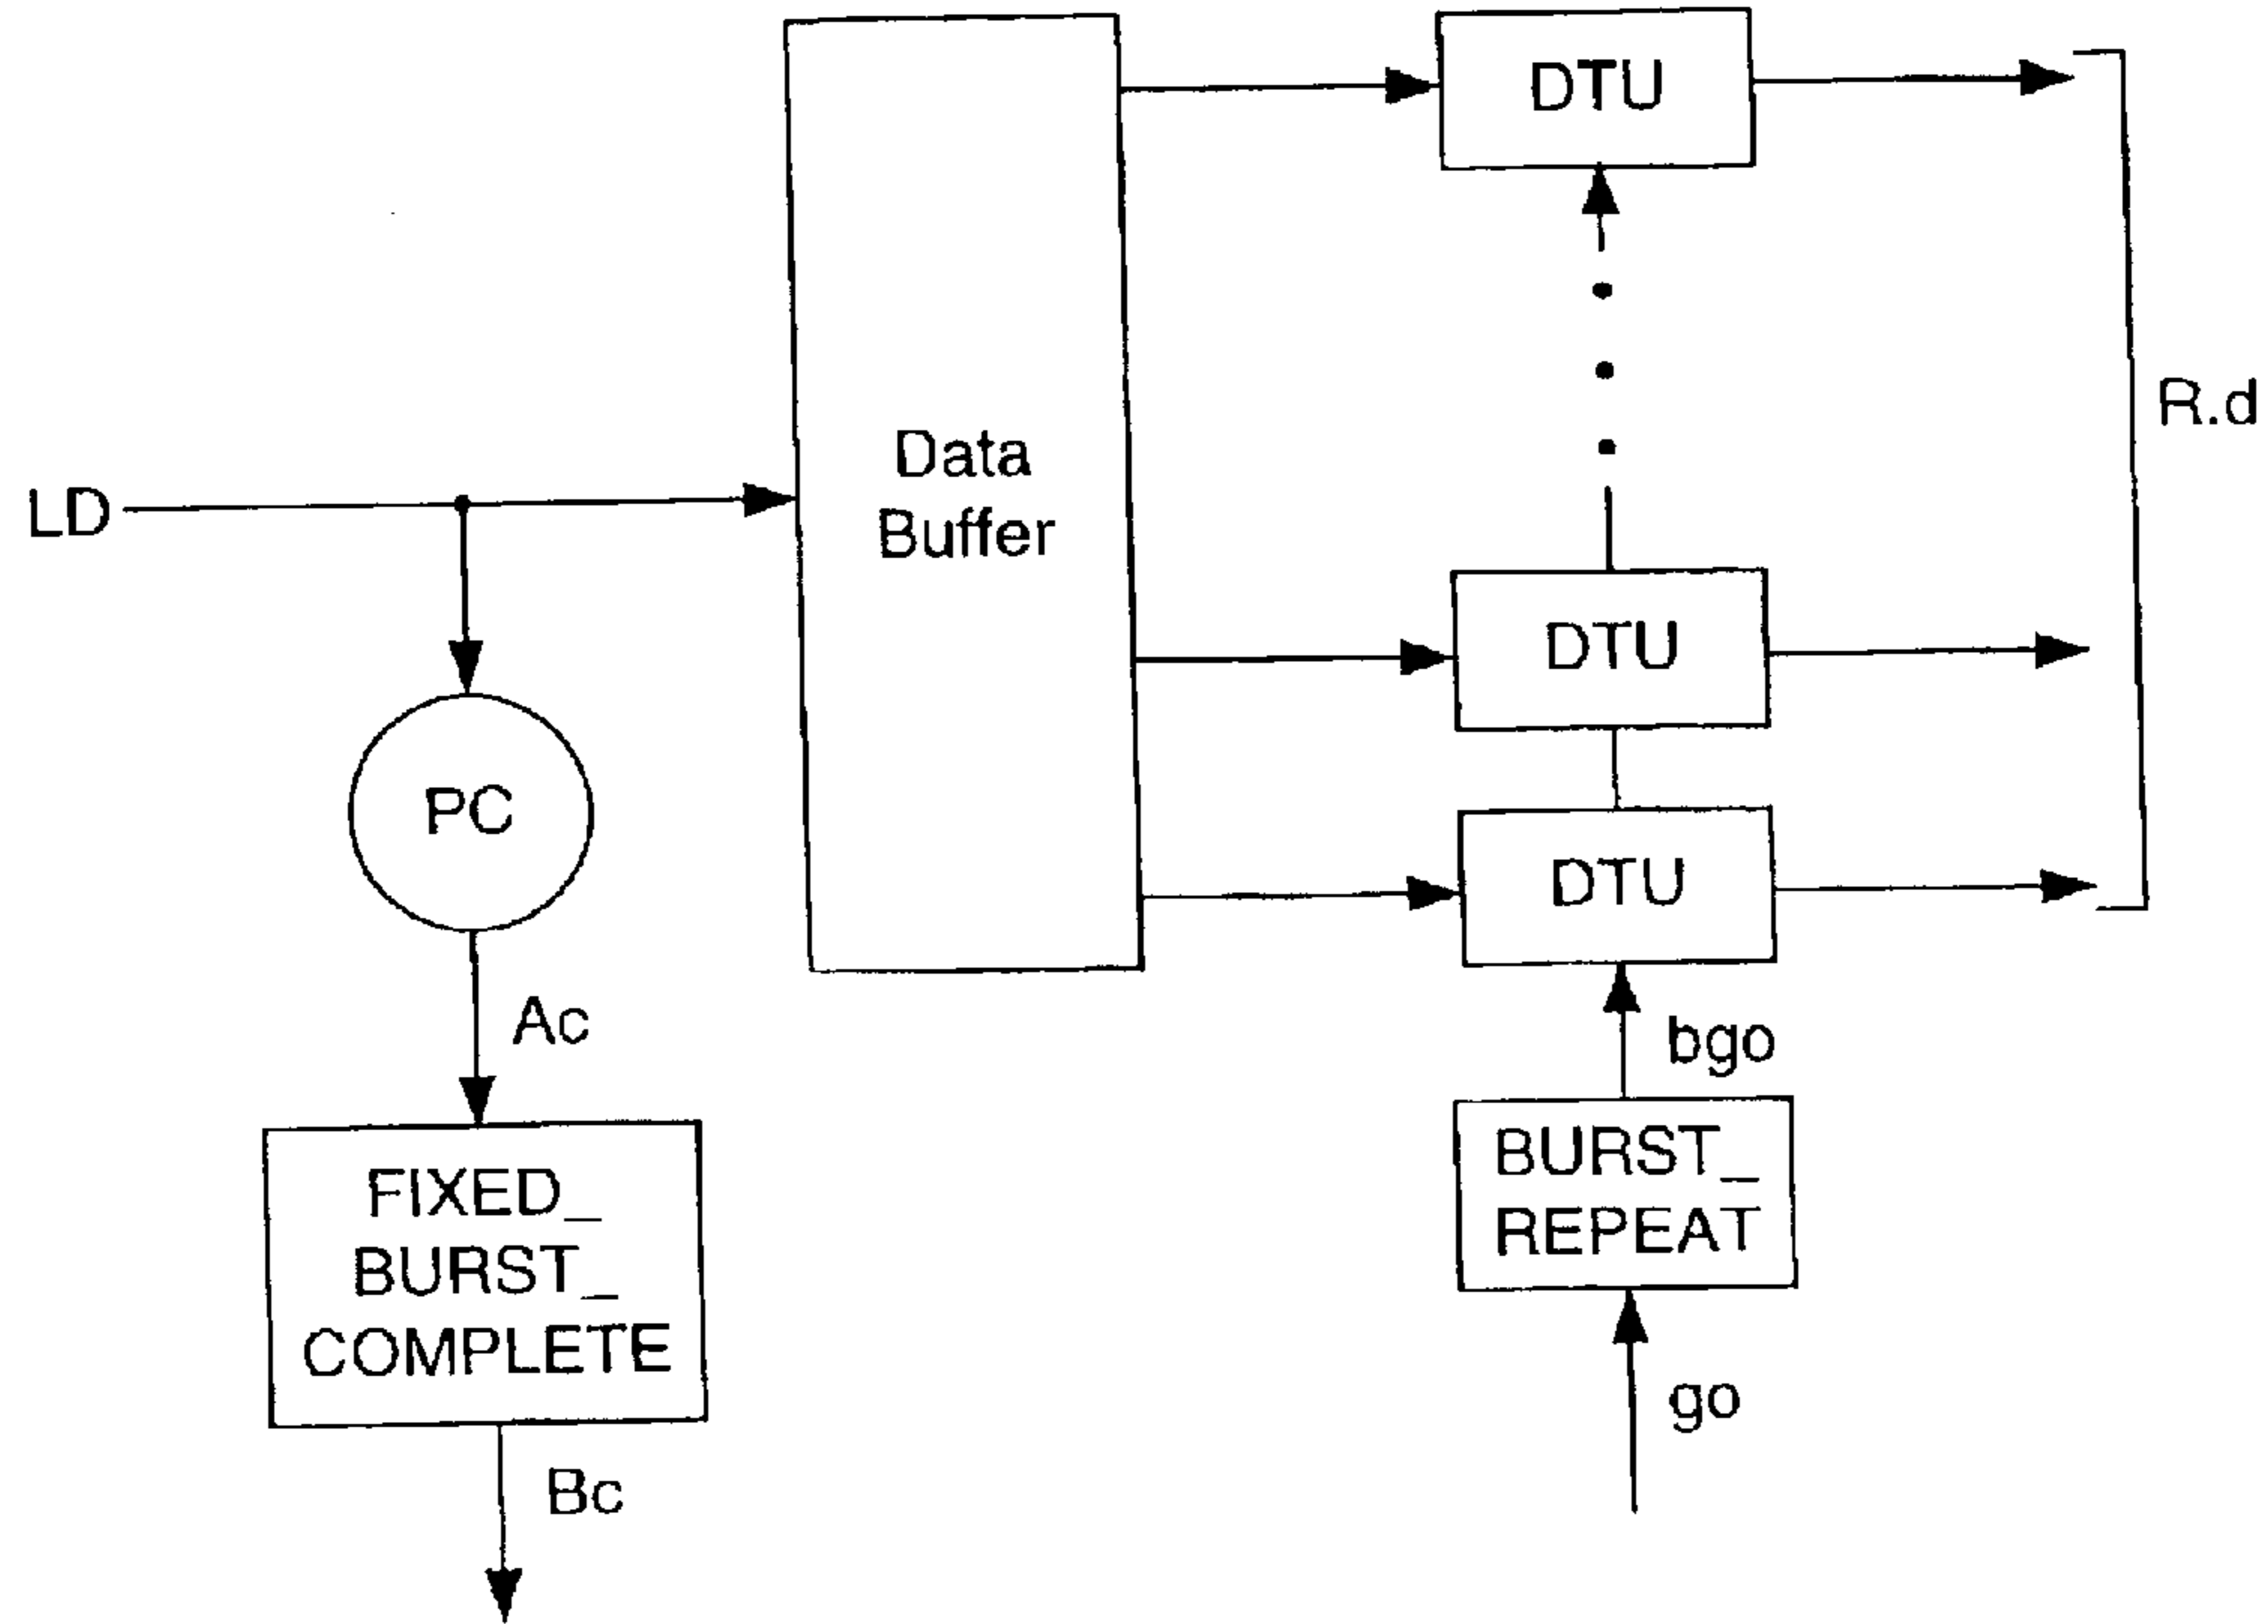 DTU
R.d
Data
Buffer
LD
DTU
PC
DTU
Ac
bgo
FIXED_
BURST_
COMPLETE
BURST_
REPEAT
go
Bc